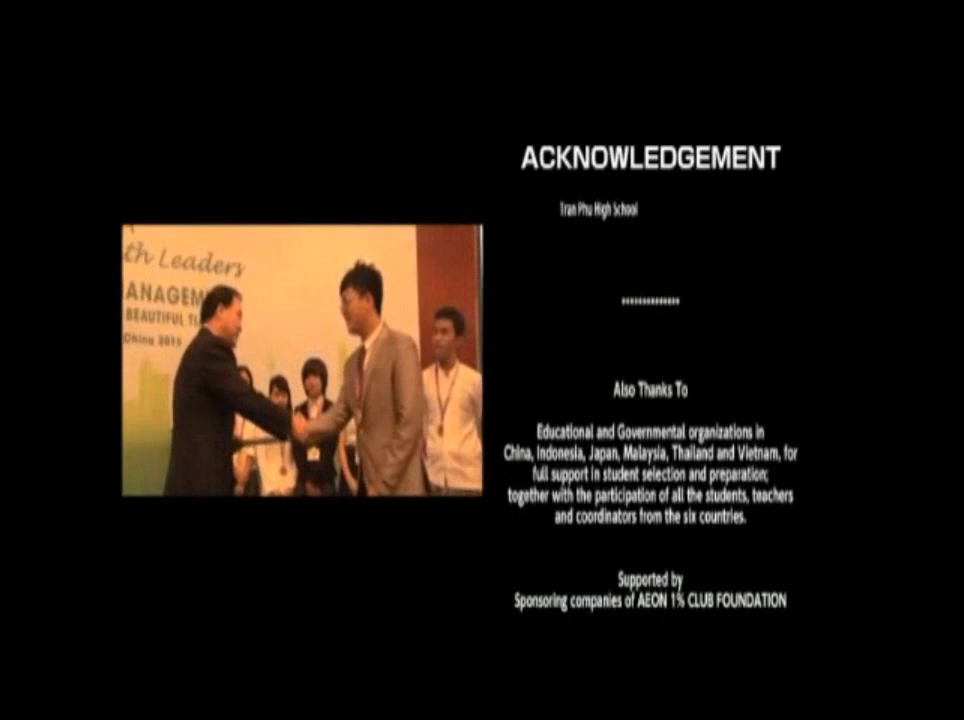 th Leaders
ANAGEM
BEAUTIFUL TI
China 2015
ACKNOWLEDGEMENT
Tran Phu High School
**************
Also Thanks To
Educational and Governmental organizations in
China, Indonesia, Japan, Malaysia, Thailand and Vietnam, for
full support in student selection and preparation;
together with the participation of all the students, teachers
and coordinators from the six countries.
Supported by
Sponsoring companies of AEON 1% CLUB FOUNDATION